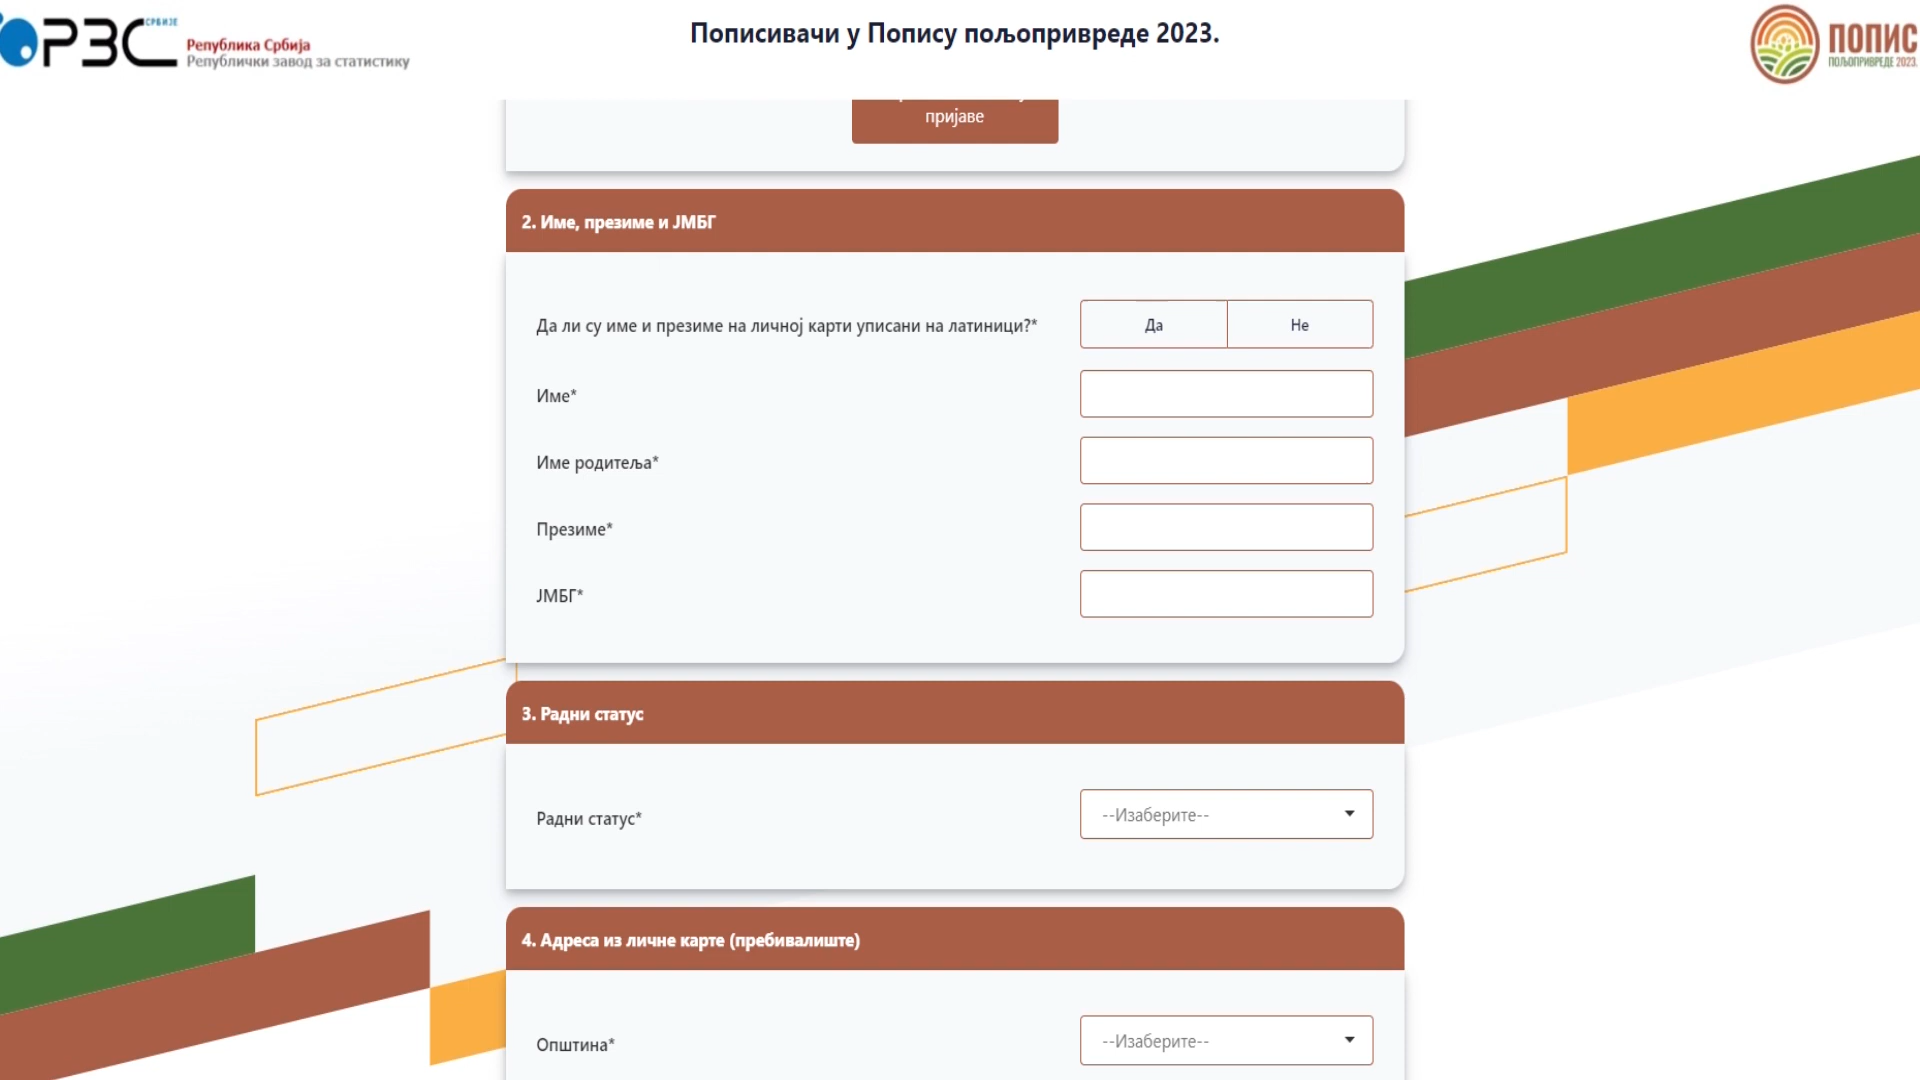 СРБИЈЕ
РЗС
Република Србија
Републички завод за статистику
Пописивачи у Попису пољопривреде 2023.
ПОПИС
ПОЉОПРИВРЕДЕ 2023.
пријаве
2. Име, презиме и ЈМБГ
Да ли су име и презиме на личној карти уписани на латиници?*
Да
Не
Име*
Име родитеља*
Презиме*
ЈМБГ*
3. Радни статус
Радни статус*
--Изаберите--
4. Адреса из личне карте (пребивалиште)
Општина*
--Изаберите--